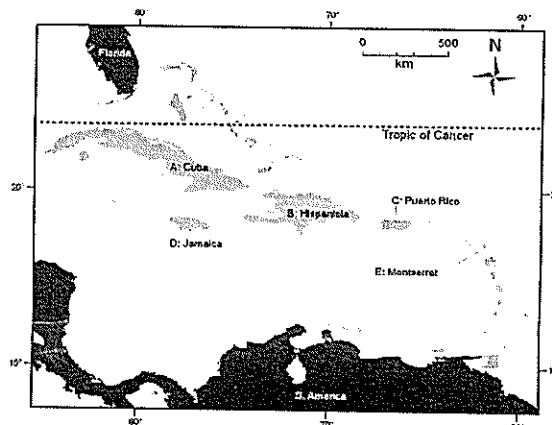 80° 70° 60°
Florida
0 500
km
N
Tropic of Cancer
A: Cuba
20°
C: Puerto Rico
B: Hispaniola
D: Jamaica
E: Montserrat
10°
S. America
80° 70° 60°